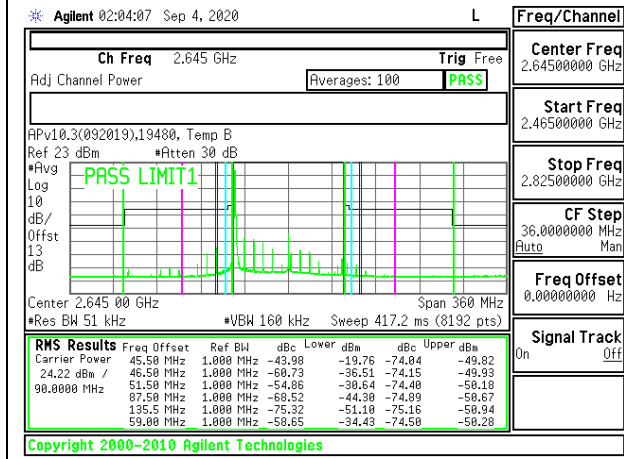 Agilent 02:04:07 Sep 4, 2020 L
Freq/Channel
Ch Freq 2.645 GHz Trig Free
Adj Channel Power Averages: 100 PASS
APv10.3(092019),19480, Temp B
Ref 23 dBm #Atten 30 dB
#Avg
Log
10
dB/
Offst
13
dB
PASS LIMIT1
Center 2.645 00 GHz Span 360 MHz
#Res BW 51 kHz #VBW 160 kHz Sweep 417.2 ms (8192 pts)
RMS Results Freq Offset Ref BW dBc Lower dBm dBc Upper dBm
Carrier Power 45.50 MHz 1.000 MHz -43.98 -19.76 -74.04 -49.82
24.22 dBm / 46.50 MHz 1.000 MHz -60.73 -36.51 -74.15 -49.93
90.0000 MHz 51.50 MHz 1.000 MHz -54.86 -30.64 -74.40 -50.18
87.50 MHz 1.000 MHz -68.52 -44.30 -74.89 -50.67
135.5 MHz 1.000 MHz -75.32 -51.10 -75.16 -50.94
59.00 MHz 1.000 MHz -58.65 -34.43 -74.50 -50.28
Copyright 2000-2010 Agilent Technologies
Center Freq
2.64500000 GHz
Start Freq
2.46500000 GHz
Stop Freq
2.82500000 GHz
CF Step
36.0000000 MHz
Auto Man
Freq Offset
0.00000000 Hz
Signal Track
On Off